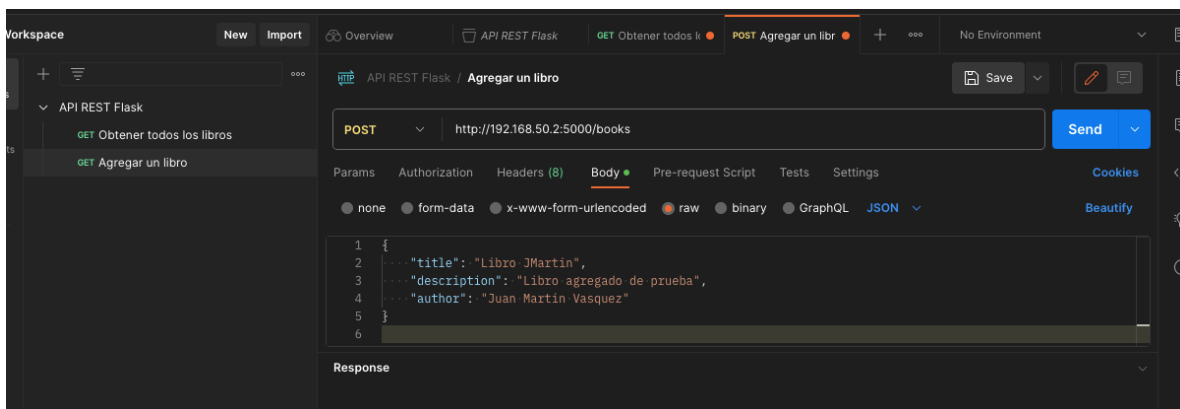 Workspace New Import
Overview API REST Flask GET Obtener todos l POST Agregar un libr No Environment
HTTP API REST Flask / Agregar un libro Save
API REST Flask
GET Obtener todos los libros
GET Agregar un libro
POST http://192.168.50.2:5000/books Send
Params Authorization Headers (8) Body Pre-request Script Tests Settings Cookies
none form-data x-www-form-urlencoded raw binary GraphQL JSON Beautify
1 {
2 "title": "Libro JMartin",
3 "description": "Libro agregado de prueba",
4 "author": "Juan Martin Vasquez"
5 }
6
Response